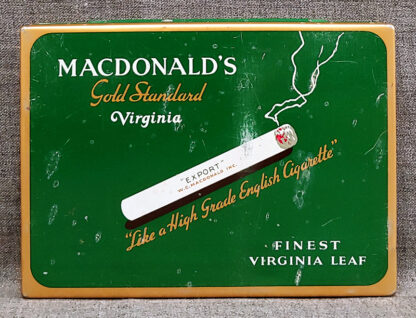 MACDONALD'S
Gold Standard
Virginia
"EXPORT"
W.C. MACDONALD INC.
"Like a High Grade English Cigarette"
FINEST
VIRGINIA LEAF